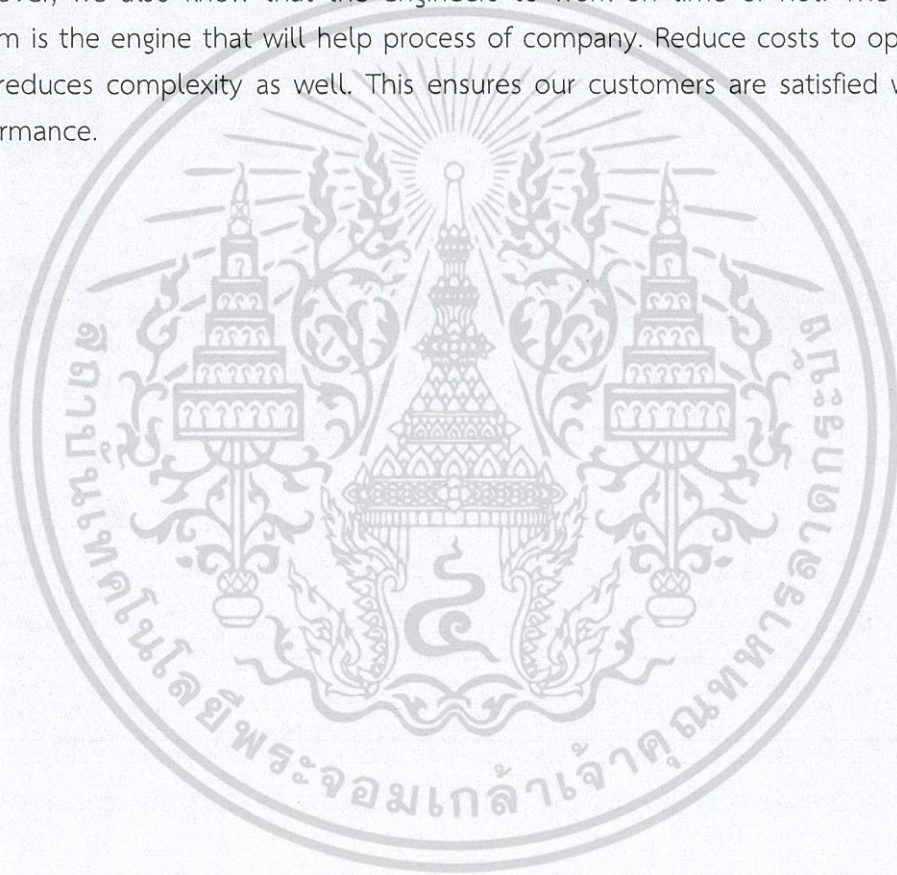 over, we also know that the engineers to work on time or not. The
m is the engine that will help process of company. Reduce costs to op
reduces complexity as well. This ensures our customers are satisfied w
rmance.
สถาบันเทคโนโลยีพระจอมเกล้าเจ้าคุณทหารลาดกระบัง
๔